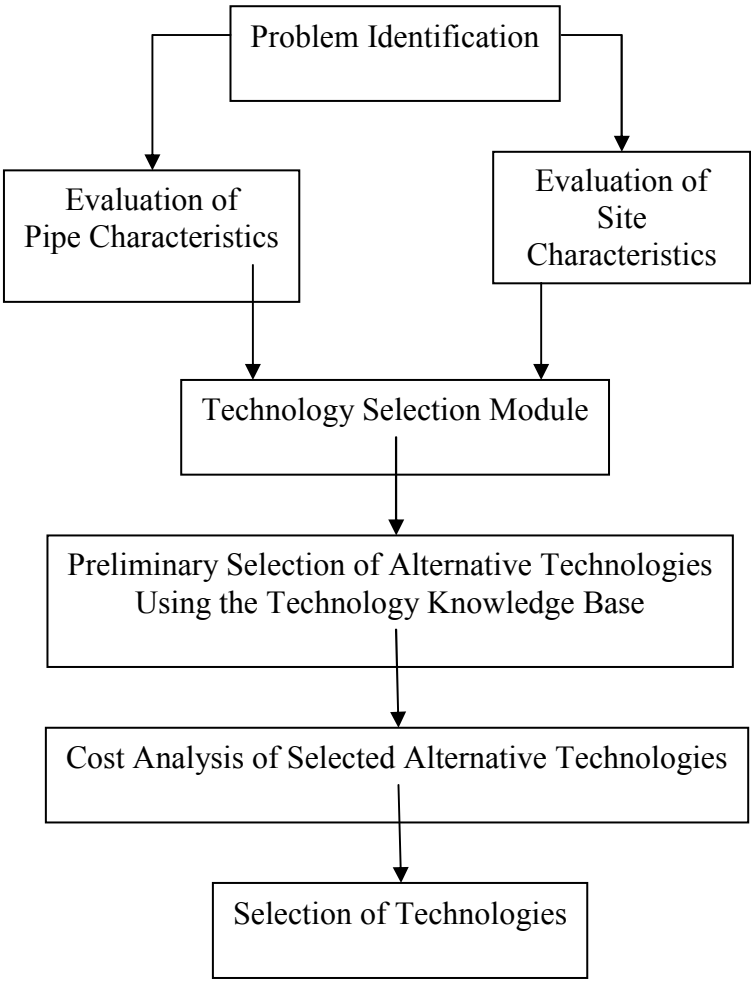 Problem Identification
Evaluation of
Pipe Characteristics
Evaluation of
Site
Characteristics
Technology Selection Module
Preliminary Selection of Alternative Technologies
Using the Technology Knowledge Base
Cost Analysis of Selected Alternative Technologies
Selection of Technologies